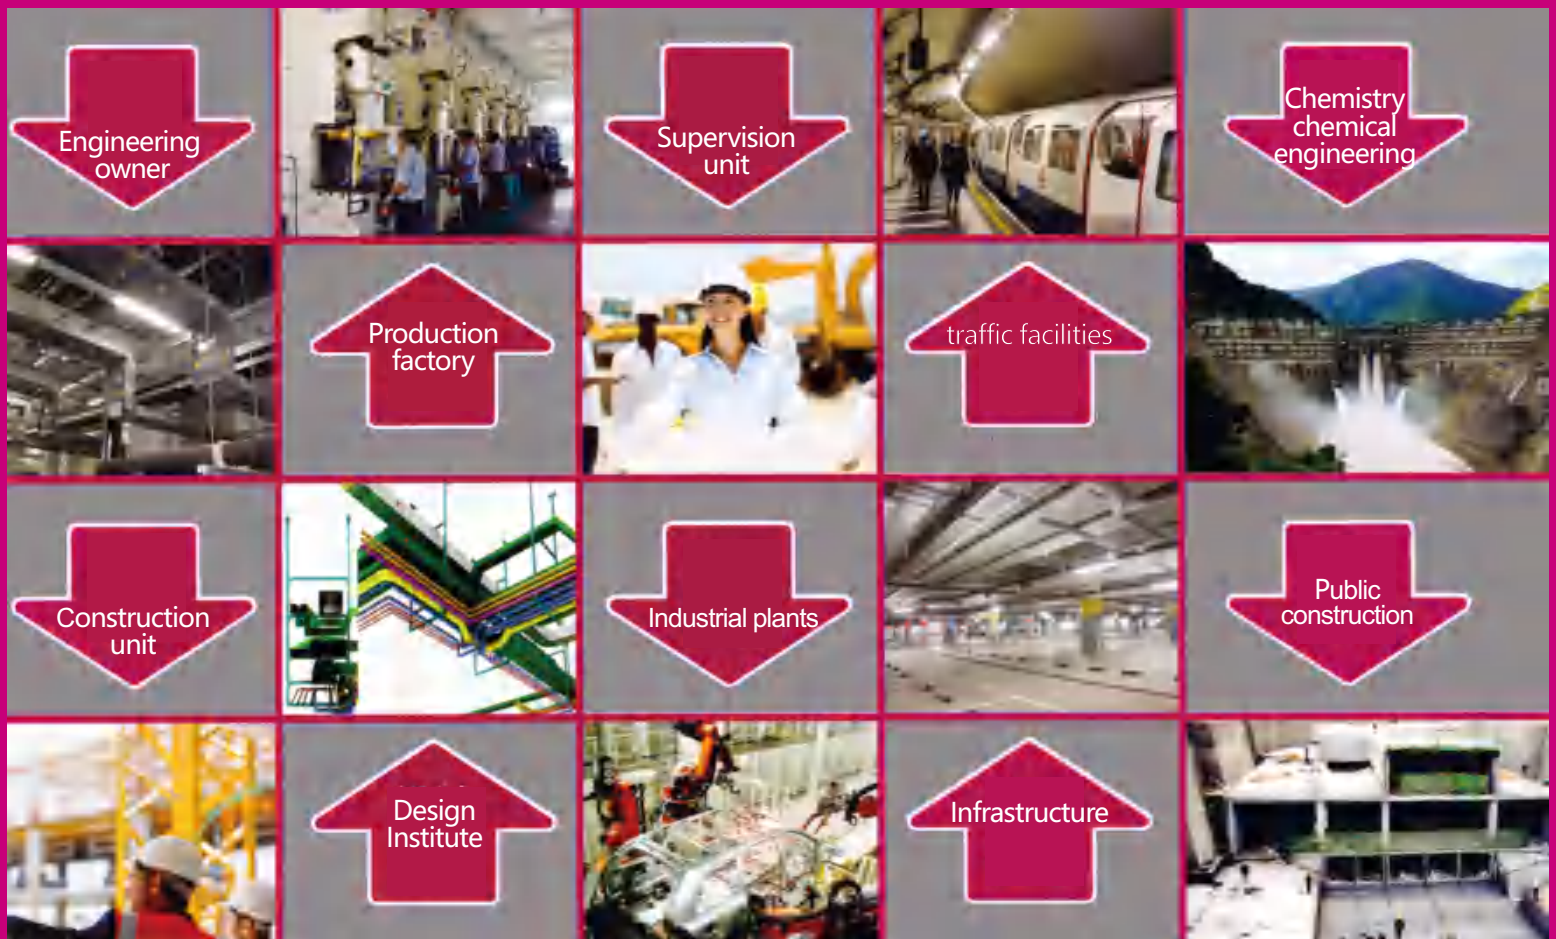 Engineering
owner
Supervision
unit
Chemistry
chemical
engineering
Production
factory
traffic facilities
Construction
unit
Industrial plants
Public
construction
Design
Institute
Infrastructure